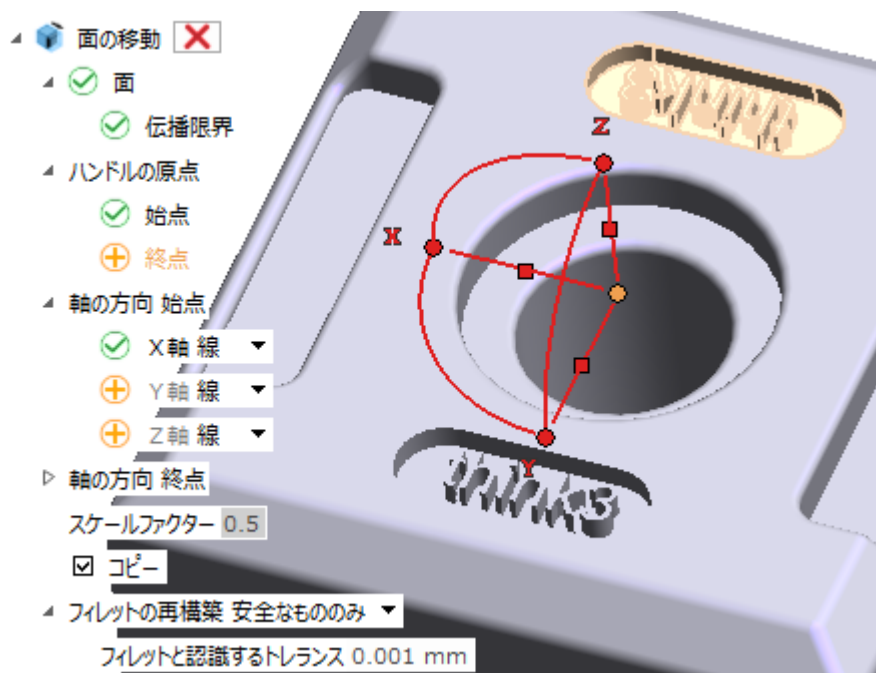 面の移動
面
伝播限界
ハンドルの原点
始点
終点
軸の方向 始点
X軸 線
Y軸 線
Z軸 線
軸の方向 終点
スケールファクター 0.5
コピー
フィレットの再構築 安全なもののみ
フィレットと認識するトレランス 0.001 mm
Z
X
Y